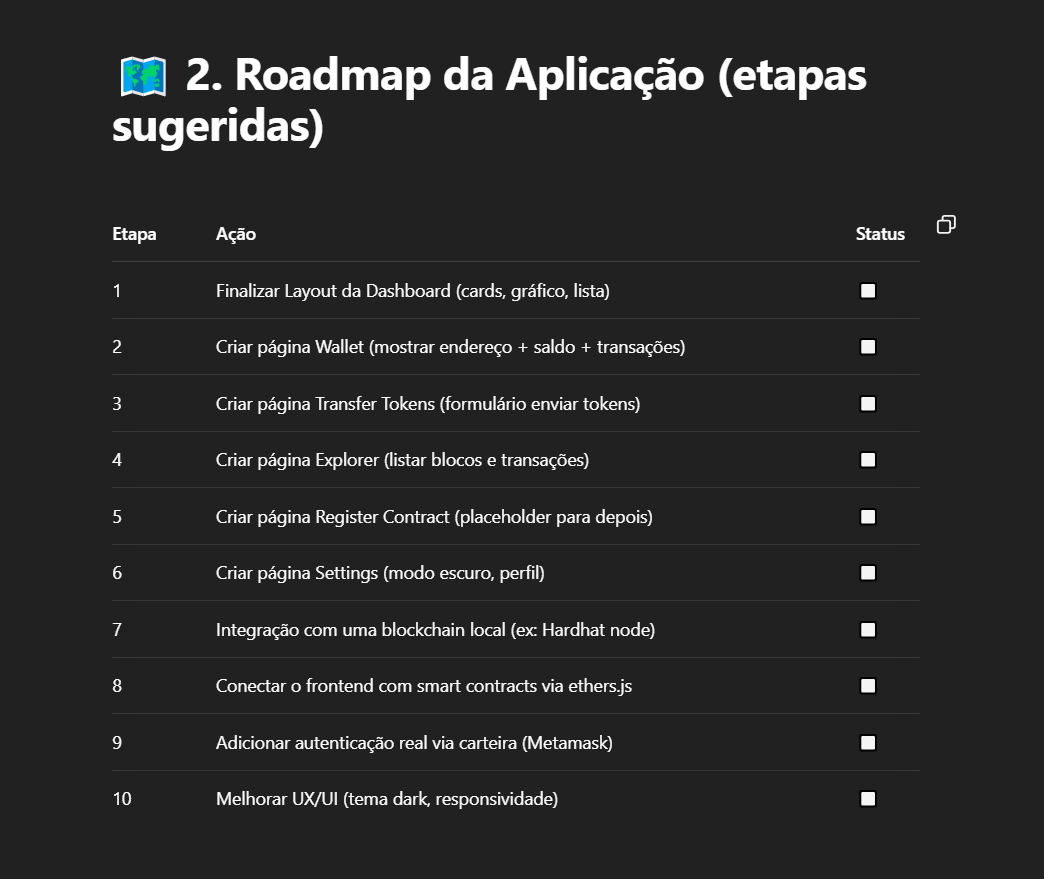 2. Roadmap da Aplicação (etapas
sugeridas)
Etapa Ação Status
1 Finalizar Layout da Dashboard (cards, gráfico, lista)
2 Criar página Wallet (mostrar endereço + saldo + transações)
3 Criar página Transfer Tokens (formulário enviar tokens)
4 Criar página Explorer (listar blocos e transações)
5 Criar página Register Contract (placeholder para depois)
6 Criar página Settings (modo escuro, perfil)
7 Integração com uma blockchain local (ex: Hardhat node)
8 Conectar o frontend com smart contracts via ethers.js
9 Adicionar autenticação real via carteira (Metamask)
10 Melhorar UX/UI (tema dark, responsividade)